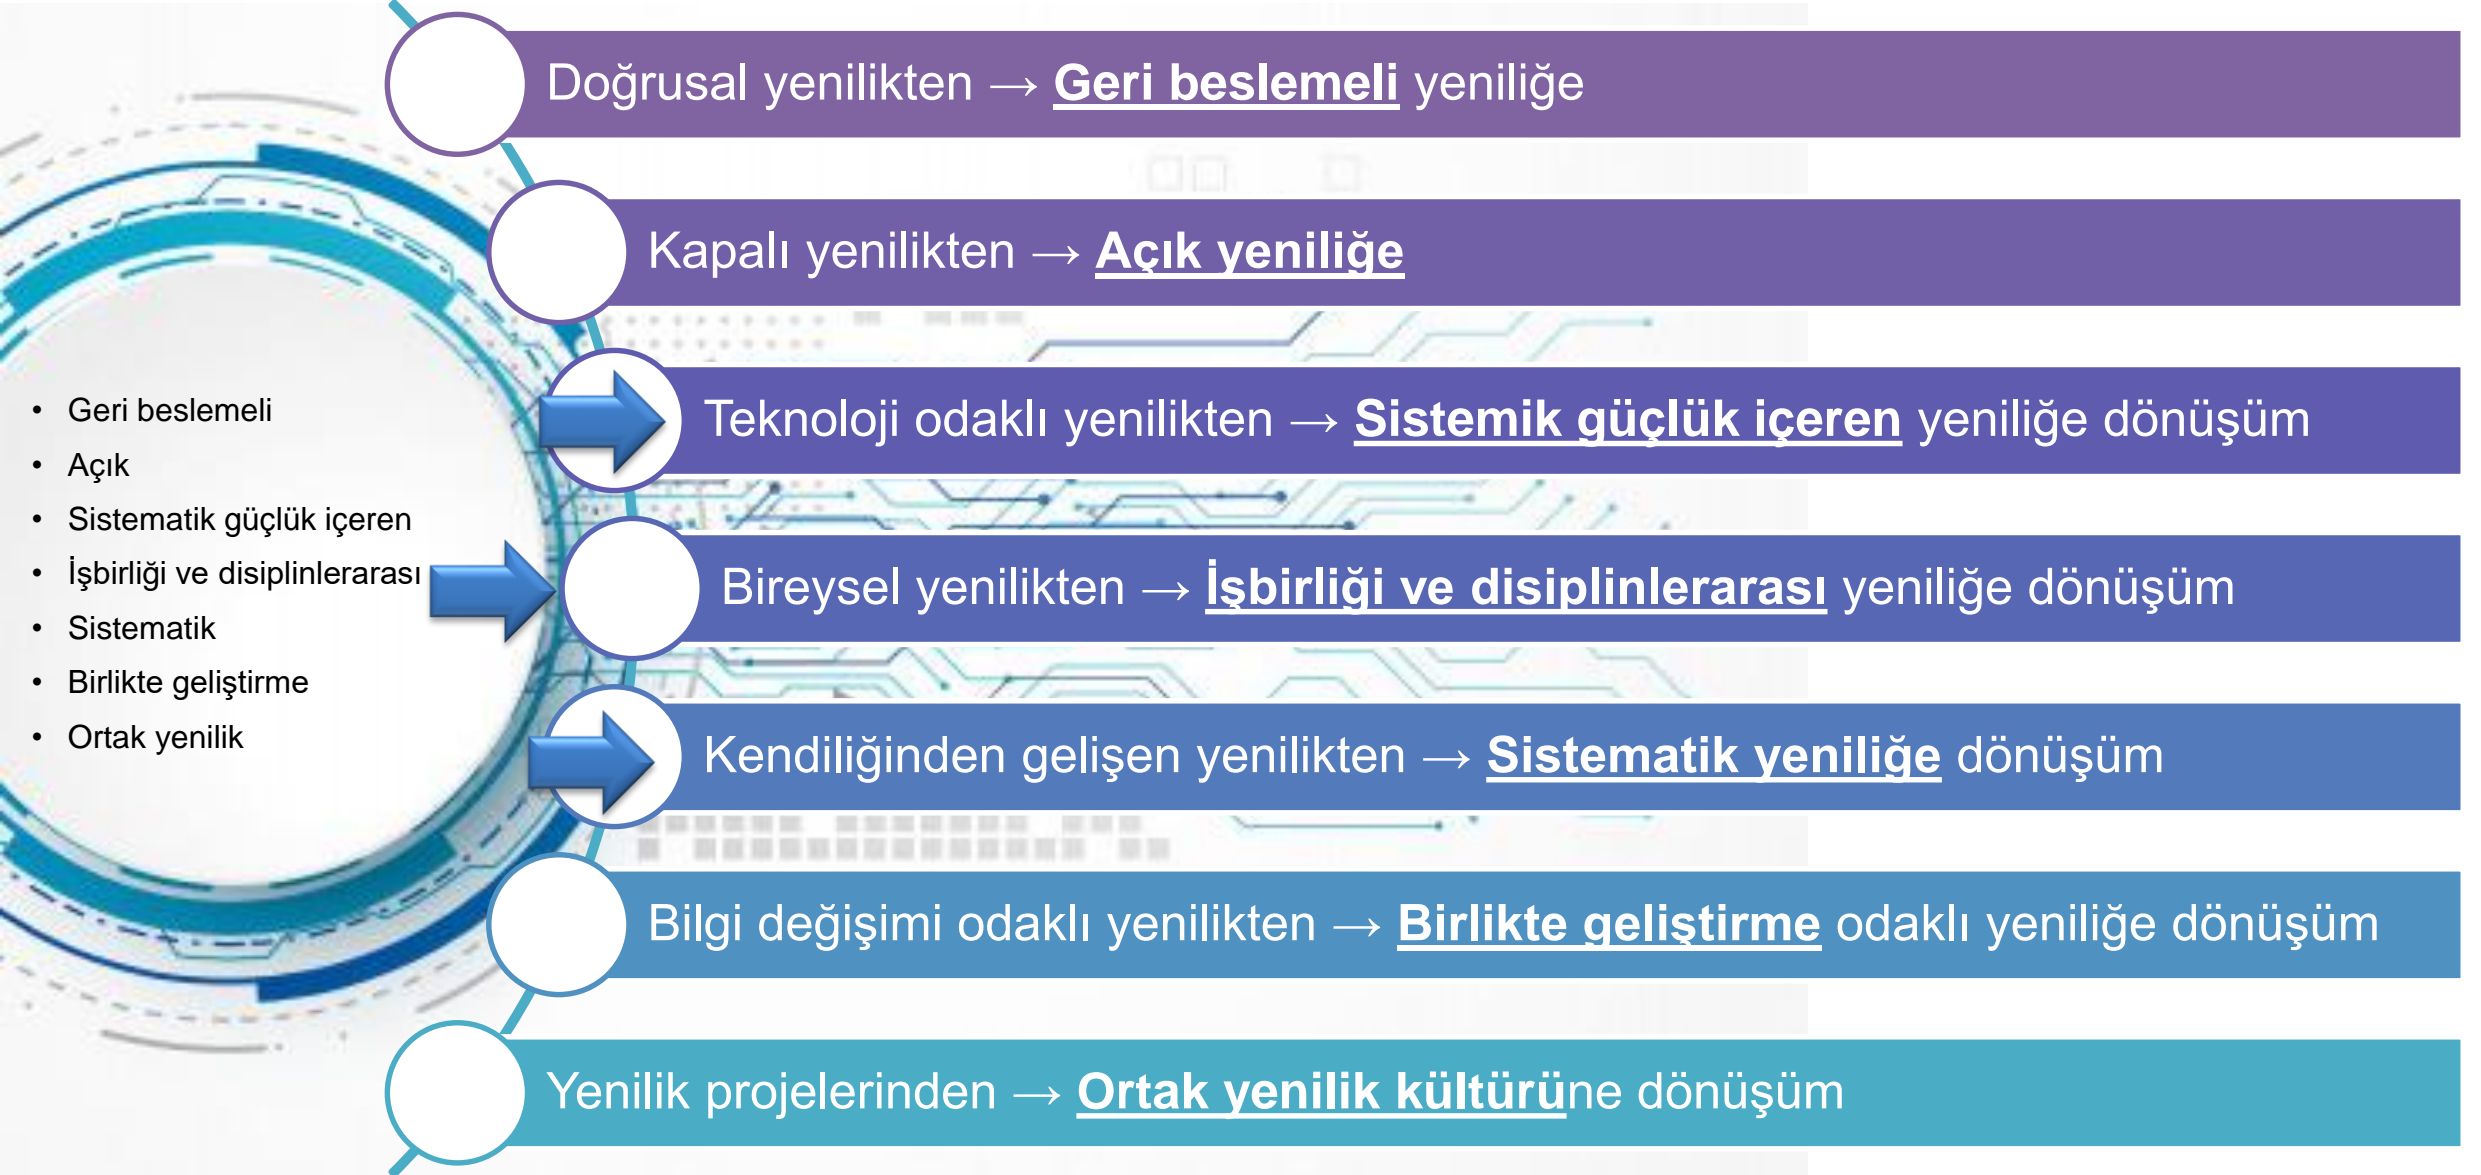 Doğrusal yenilikten → Geri beslemeli yeniliğe
Kapalı yenilikten → Açık yeniliğe
Teknoloji odaklı yenilikten → Sistemik güçlük içeren yeniliğe dönüşüm
Bireysel yenilikten → İşbirliği ve disiplinlerarası yeniliğe dönüşüm
Kendiliğinden gelişen yenilikten → Sistematik yeniliğe dönüşüm
Bilgi değişimi odaklı yenilikten → Birlikte geliştirme odaklı yeniliğe dönüşüm
Yenilik projelerinden → Ortak yenilik kültürüne dönüşüm
• Geri beslemeli
• Açık
• Sistematik güçlük içeren
• İşbirliği ve disiplinlerarası
• Sistematik
• Birlikte geliştirme
• Ortak yenilik